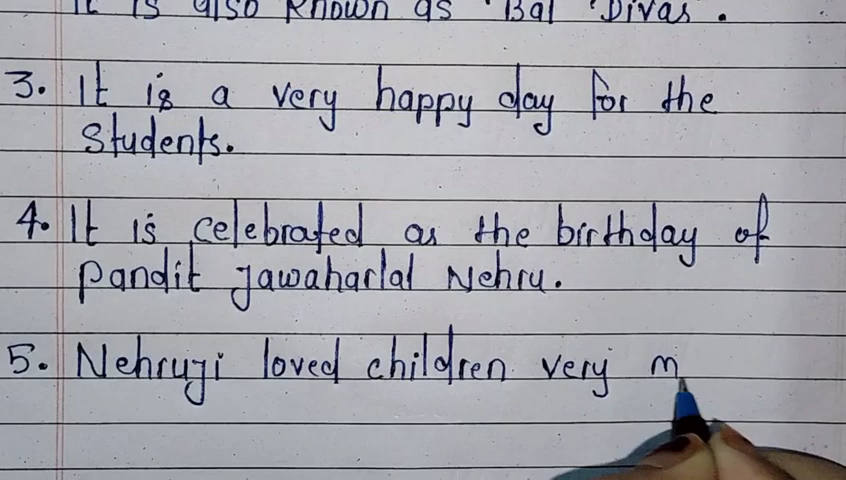 It is also known as 'Bal Divas.
3. It is a very happy day for the
students.
4. It is celebrated as the birthday of
Pandit Jawaharlal Nehru.
5. Nehruji loved children very m